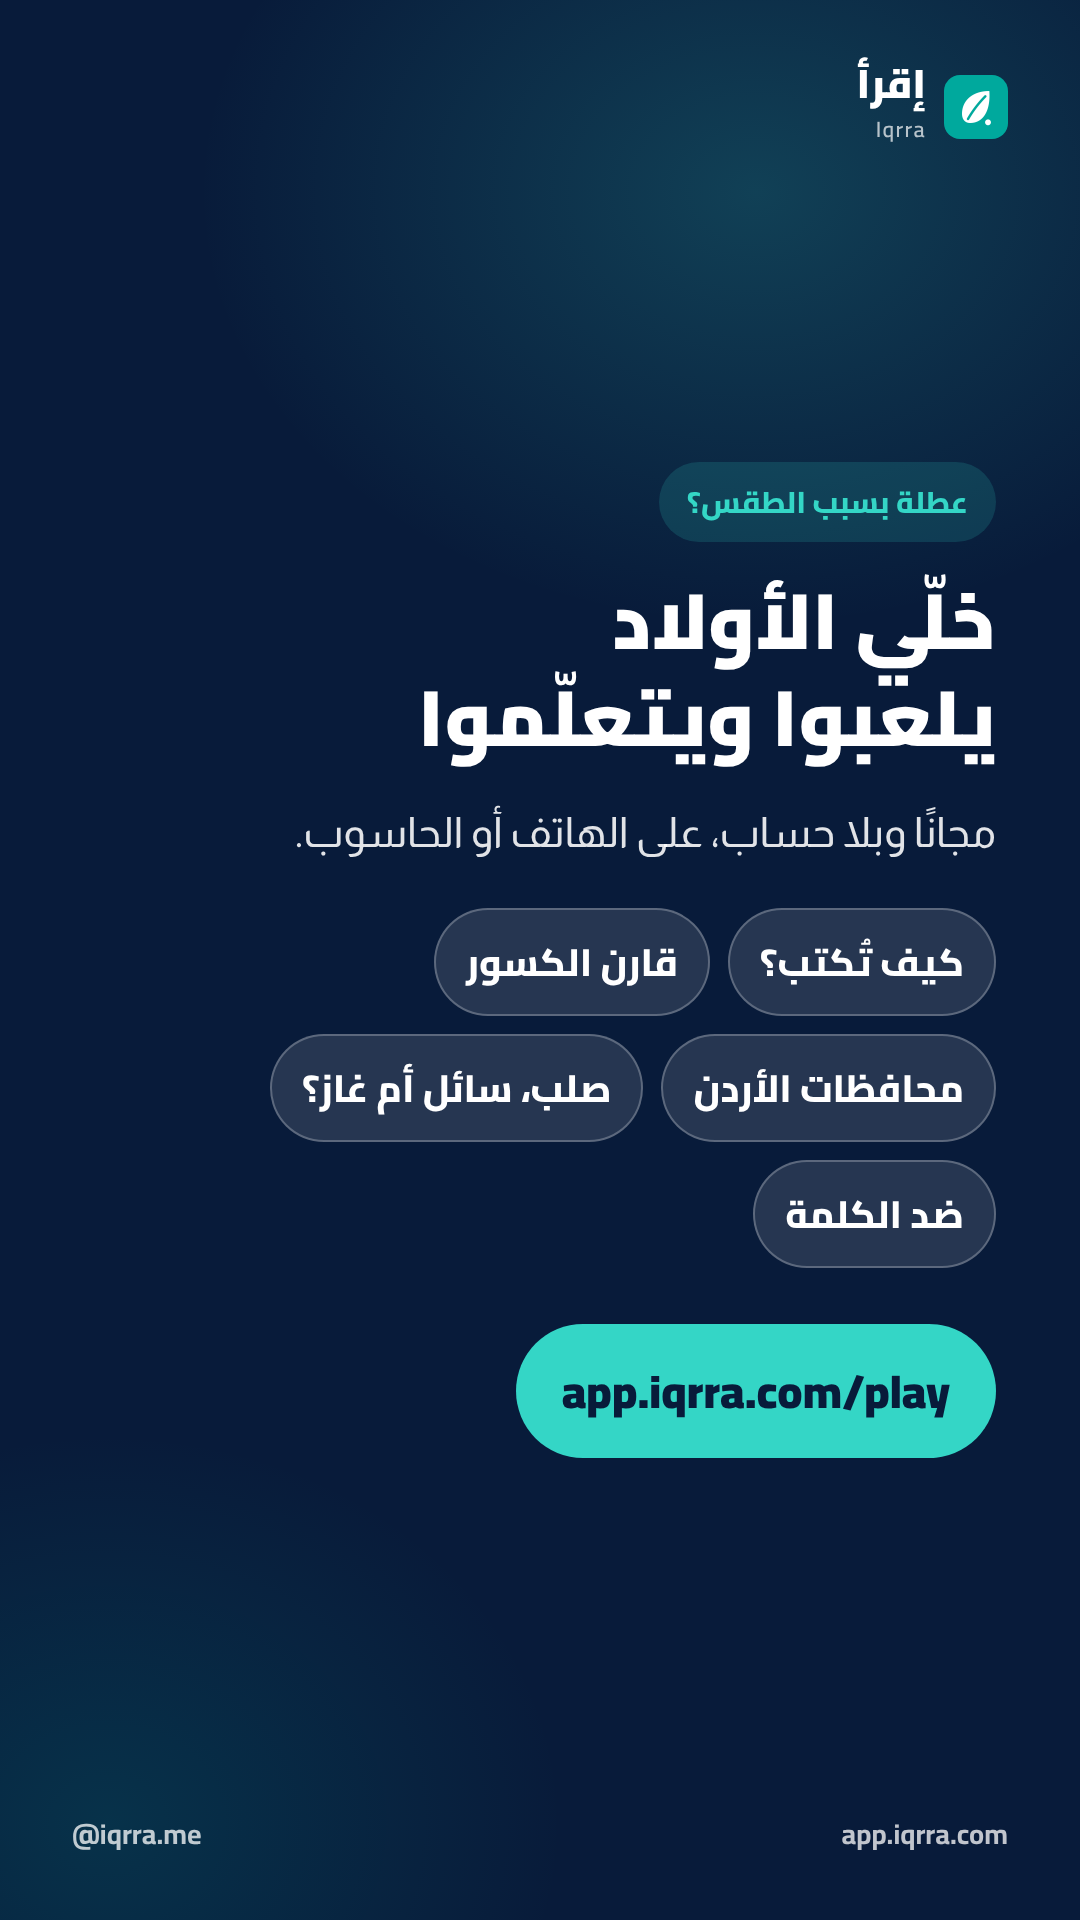 إقرأ
Iqrra
عطلة بسبب الطقس؟
خلّي الأولاد
يلعبوا ويتعلّموا
مجانًا وبلا حساب، على الهاتف أو الحاسوب.
كيف تُكتب؟ قارن الكسور
محافظات الأردن صلب، سائل أم غاز؟
ضد الكلمة
app.iqrra.com/play
@iqrra.me app.iqrra.com